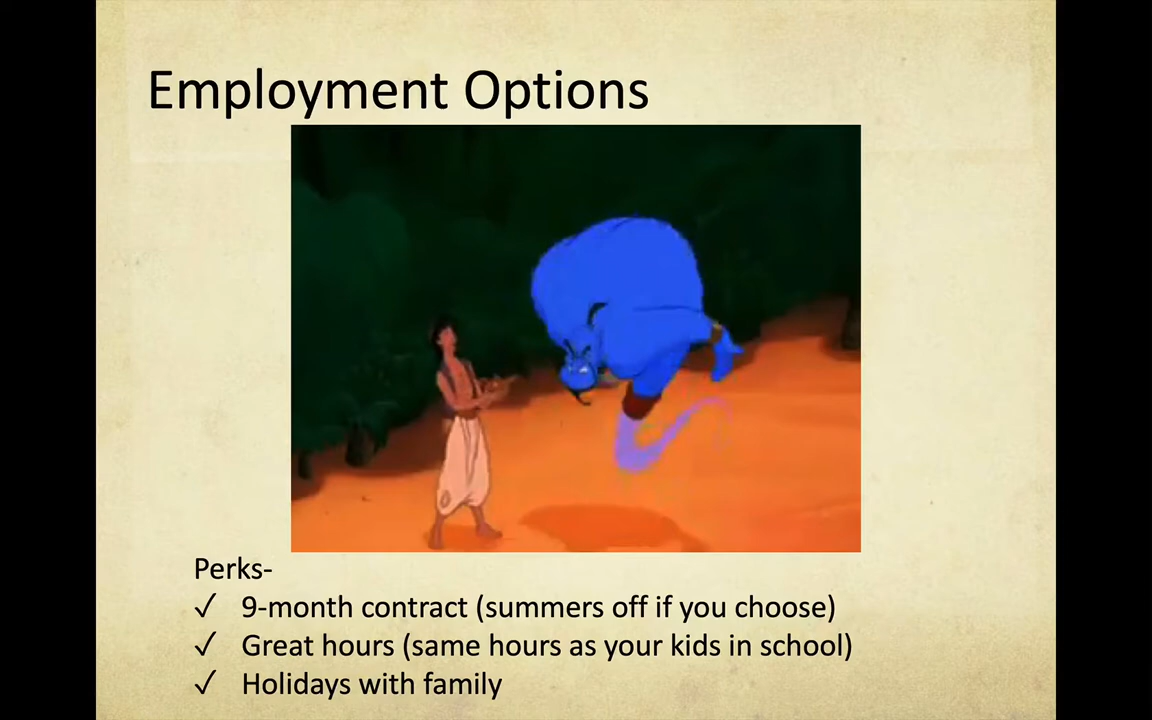 Employment Options
Perks-
✓ 9-month contract (summers off if you choose)
✓ Great hours (same hours as your kids in school)
✓ Holidays with family